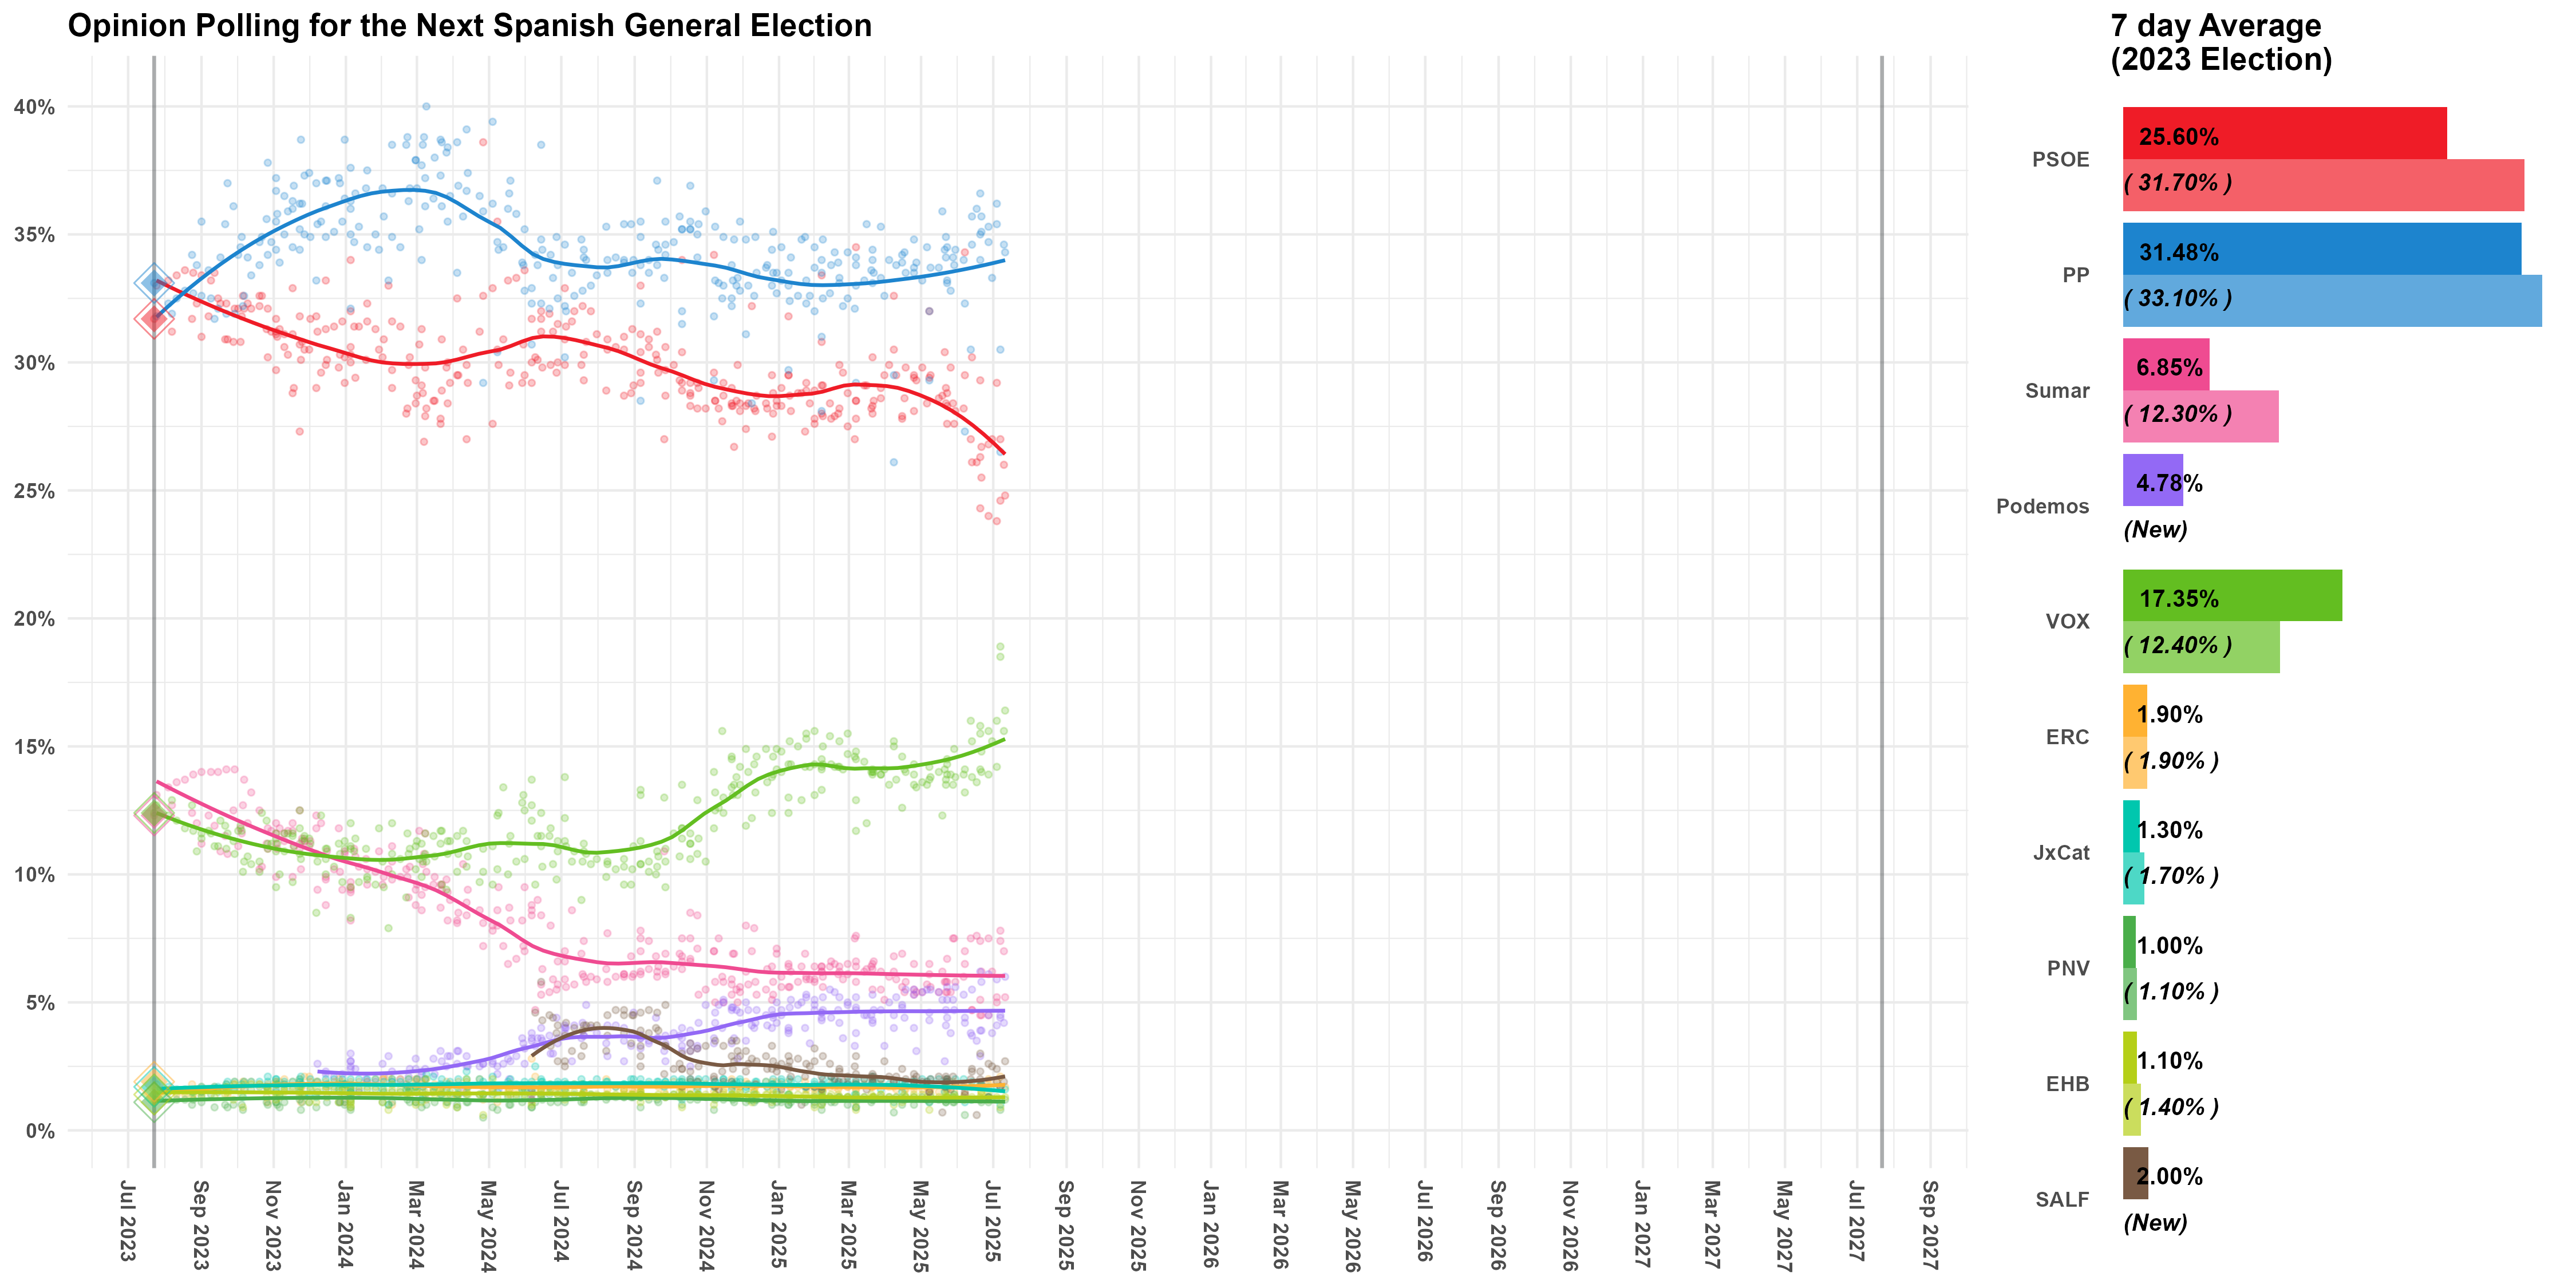 Opinion Polling for the Next Spanish General Election
40%
35%
30%
25%
20%
15%
10%
5%
0%
Jul 2023
Sep 2023
Nov 2023
Jan 2024
Mar 2024
May 2024
Jul 2024
Sep 2024
Nov 2024
Jan 2025
Mar 2025
May 2025
Jul 2025
Sep 2025
Nov 2025
Jan 2026
Mar 2026
May 2026
Jul 2026
Sep 2026
Nov 2026
Jan 2027
Mar 2027
May 2027
Jul 2027
Sep 2027
7 day Average
(2023 Election)
PSOE
25.60%
( 31.70% )
PP
31.48%
( 33.10% )
Sumar
6.85%
( 12.30% )
Podemos
4.78%
(New)
VOX
17.35%
( 12.40% )
ERC
1.90%
( 1.90% )
JxCat
1.30%
( 1.70% )
PNV
1.00%
( 1.10% )
EHB
1.10%
( 1.40% )
SALF
2.00%
(New)